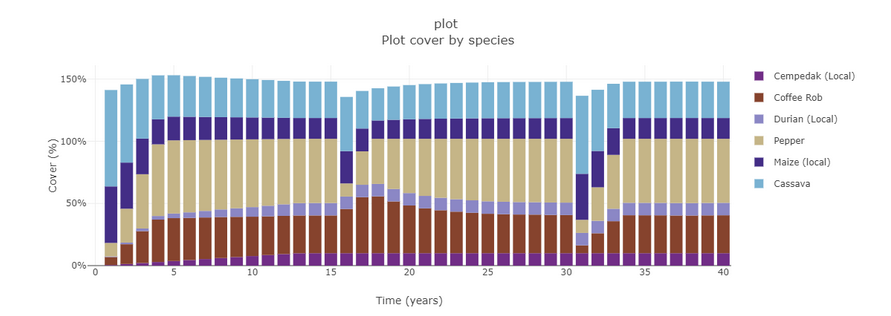 plot
Plot cover by species
150%
100%
50%
0%
Cover (%)
0 5 10 15 20 25 30 35 40
Time (years)
Cempedak (Local)
Coffee Rob
Durian (Local)
Pepper
Maize (local)
Cassava